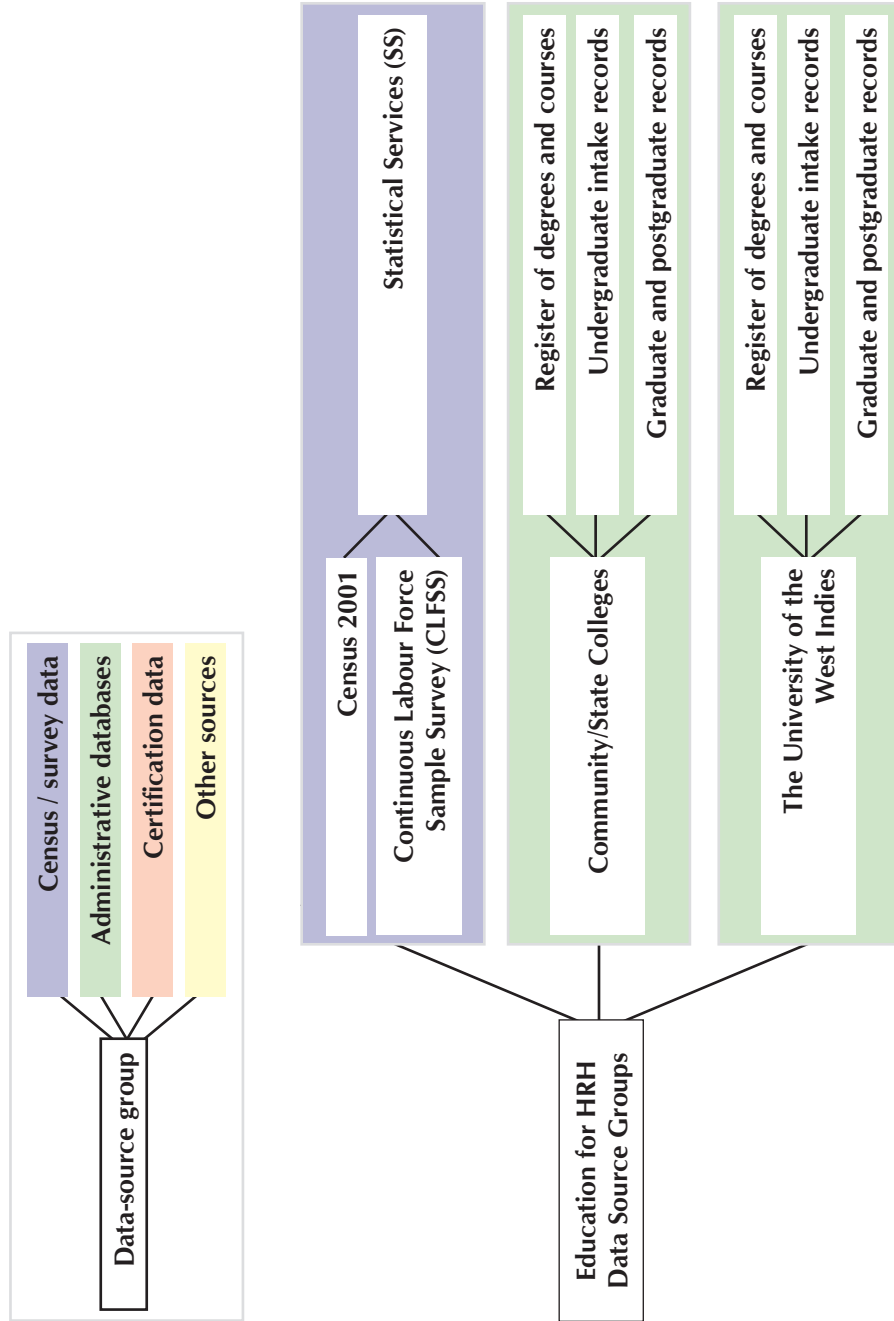 Data-source group
Census / survey data
Administrative databases
Certification data
Other sources
Education for HRH
Data Source Groups
Census 2001
Continuous Labour Force
Sample Survey (CLFSS)
Statistical Services (SS)
Community/State Colleges
Register of degrees and courses
Undergraduate intake records
Graduate and postgraduate records
The University of the
West Indies
Register of degrees and courses
Undergraduate intake records
Graduate and postgraduate records